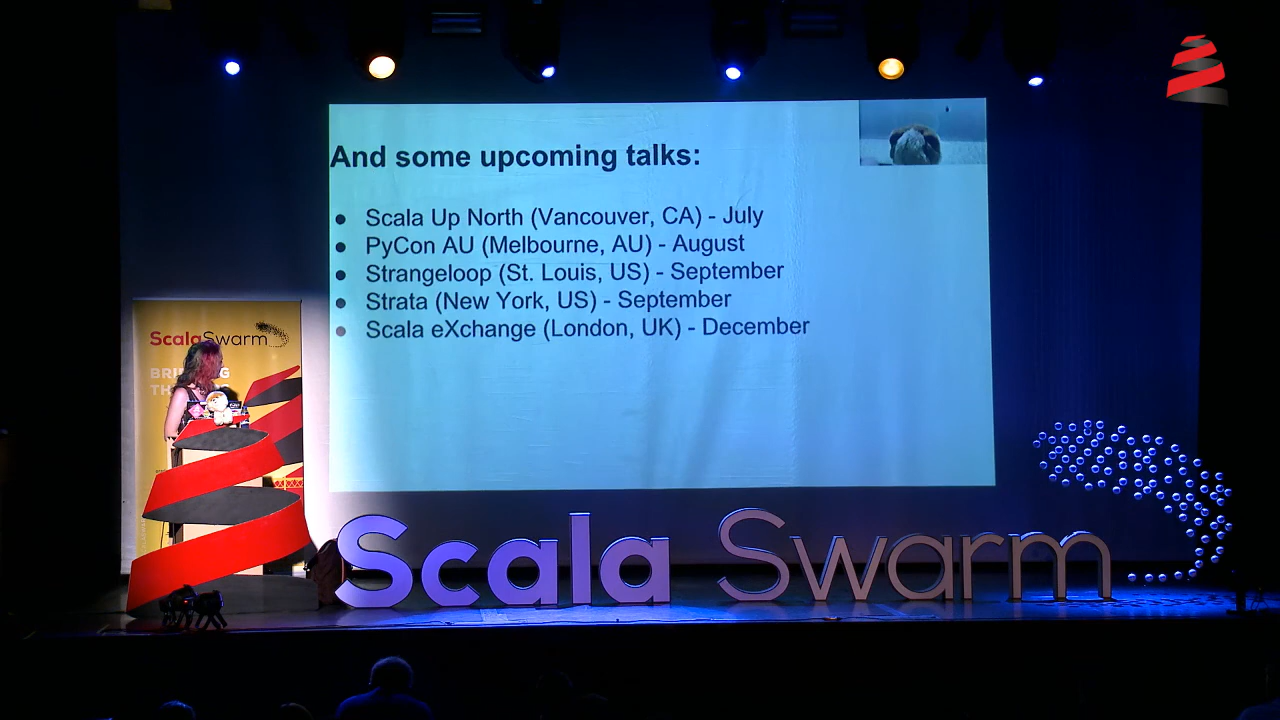 And some upcoming talks:
● Scala Up North (Vancouver, CA) - July
● PyCon AU (Melbourne, AU) - August
● Strangeloop (St. Louis, US) - September
● Strata (New York, US) - September
● Scala eXchange (London, UK) - December
ScalaSwarm
Scala Swarm